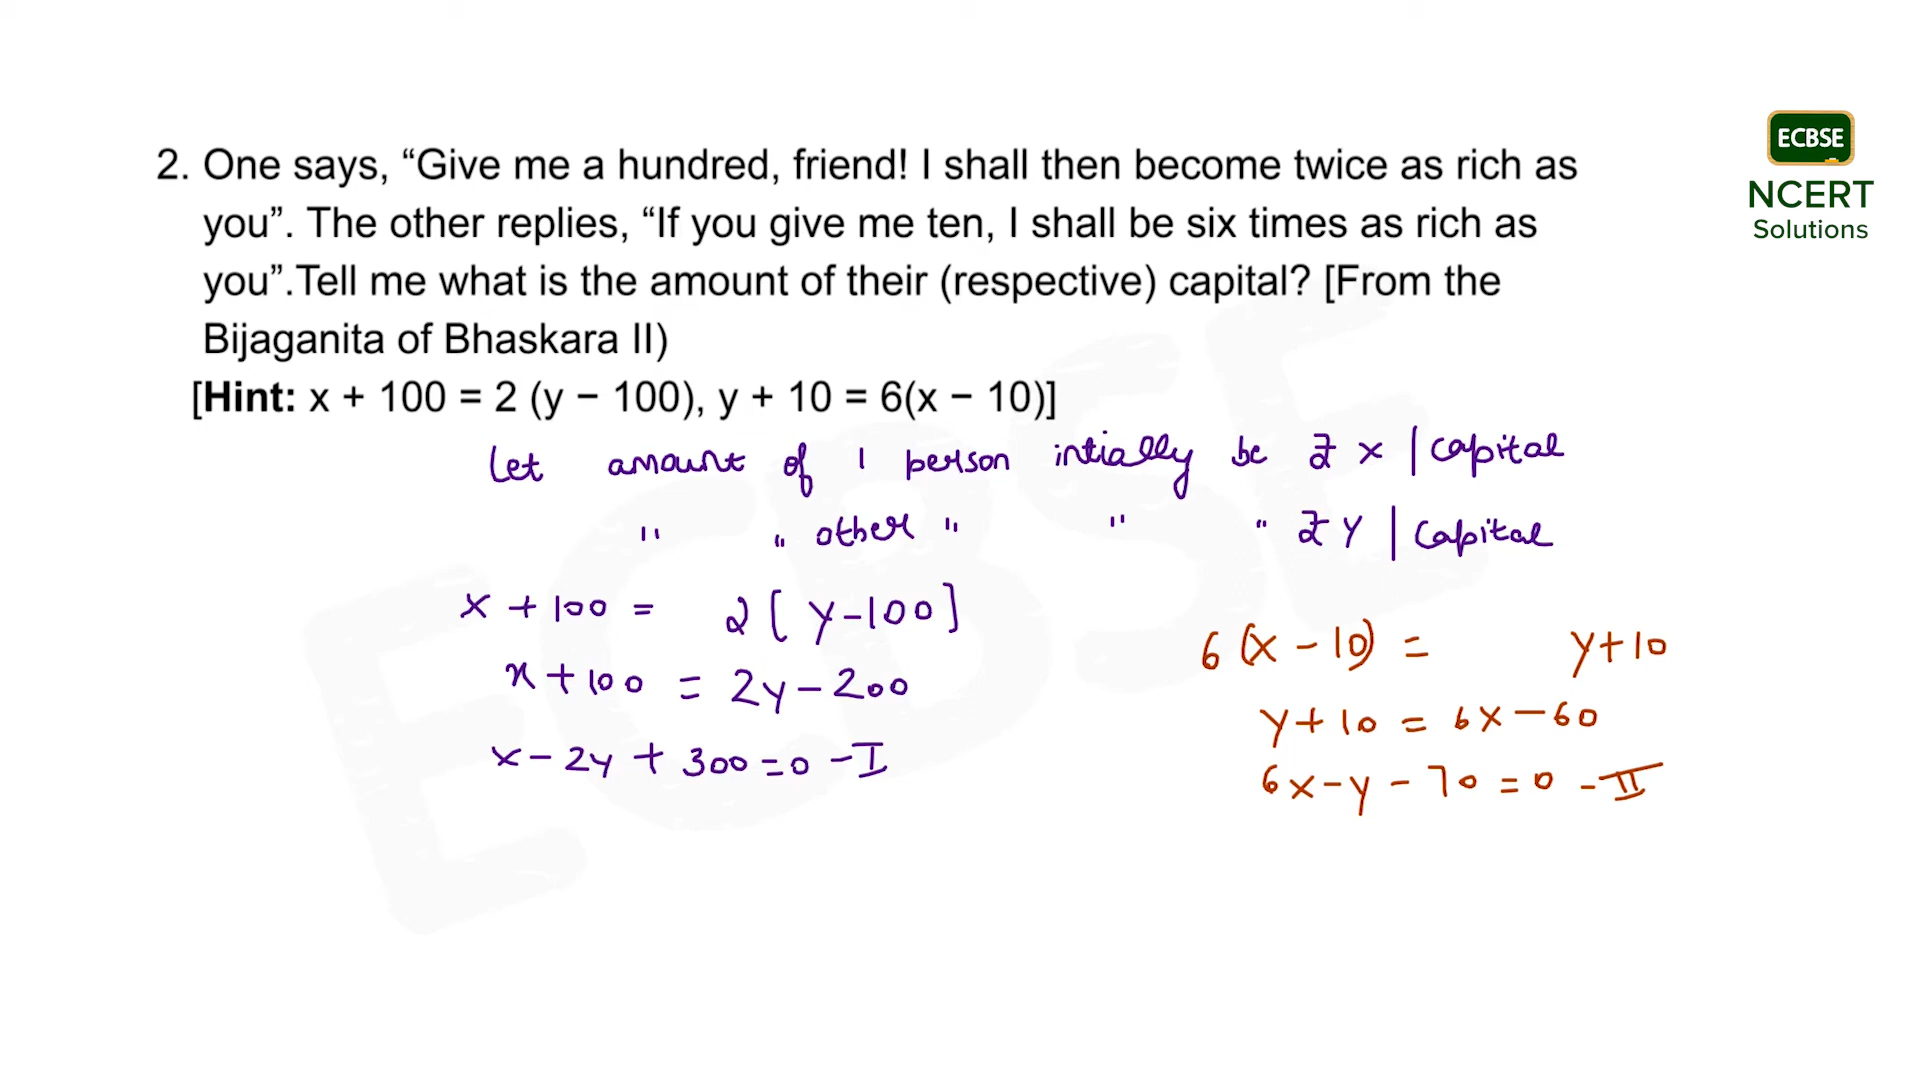 ECBSE
NCERT
Solutions
2. One says, “Give me a hundred, friend! I shall then become twice as rich as
you”. The other replies, “If you give me ten, I shall be six times as rich as
you”.Tell me what is the amount of their (respective) capital? [From the
Bijaganita of Bhaskara II)
[Hint: x + 100 = 2 (y − 100), y + 10 = 6(x − 10)]
Let amount of 1 person intially be ₹ x | capital
" " other " " " ₹ y | capital
x + 100 = 2[y-100]
x + 100 = 2y - 200
x - 2y + 300 = 0 - I
6(x - 10) = y + 10
y + 10 = 6x - 60
6x - y - 70 = 0 - II
ECBSE